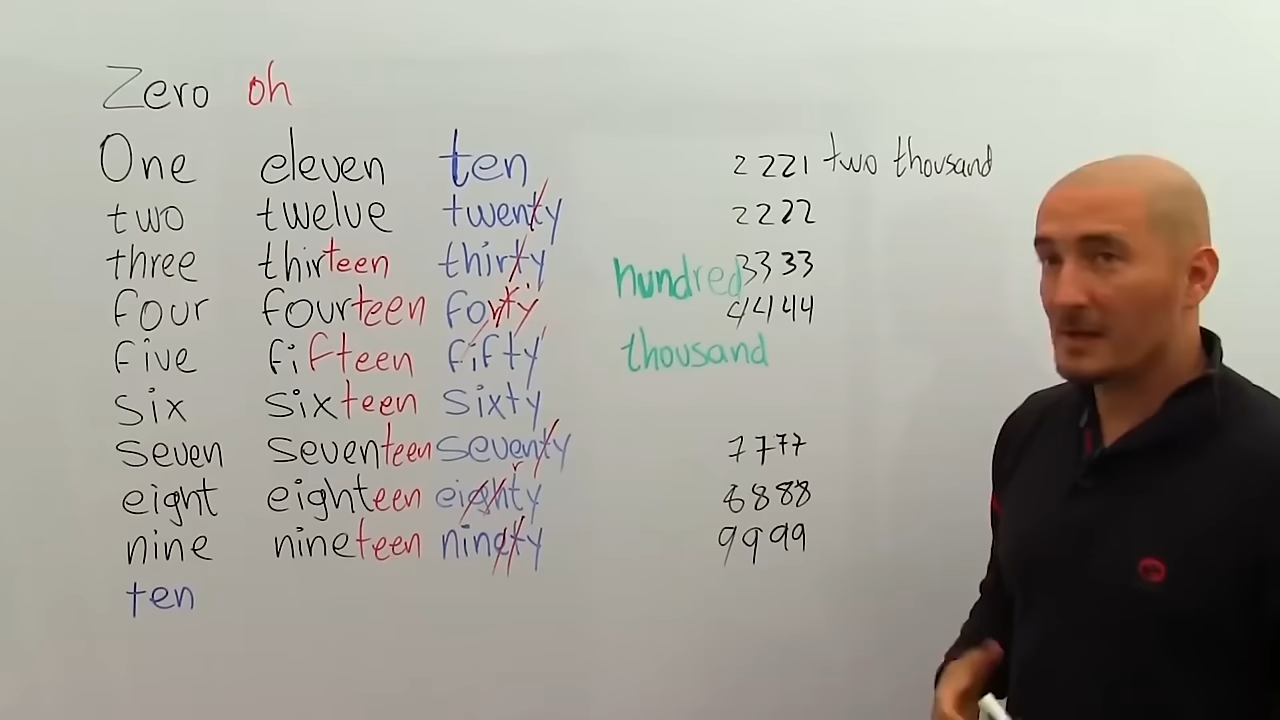 Zero oh
One eleven ten 2221 two thousand
two twelve twenty 2222
three thirteen thirty hundred 3333
four fourteen forty 4444
five fifteen fifty thousand
six sixteen sixty
seven seventeen seventy 7777
eight eighteen eighty 8888
nine nineteen ninety 9999
ten